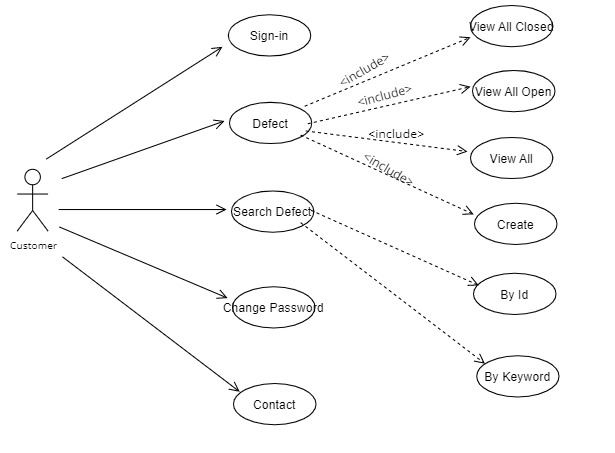 View All Closed
Sign-in
<include>
View All Open
<include>
Defect
<include>
View All
<include>
Search Defect
Create
Customer
By Id
Change Password
By Keyword
Contact